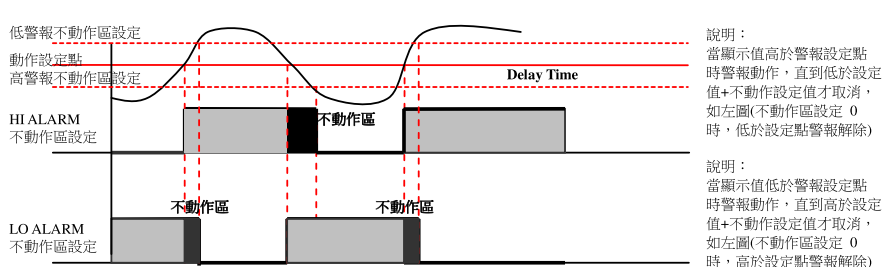 低警報不動作區設定
動作設定點
高警報不動作區設定
Delay Time
HI ALARM
不動作區設定
不動作區
說明：
當顯示值高於警報設定點
時警報動作，直到低於設定
值+不動作設定值才取消，
如左圖(不動作區設定 0
時，低於設定點警報解除)
不動作區
不動作區
LO ALARM
不動作區設定
說明：
當顯示值低於警報設定點
時警報動作，直到高於設定
值+不動作設定值才取消，
如左圖(不動作區設定 0
時，高於設定點警報解除)